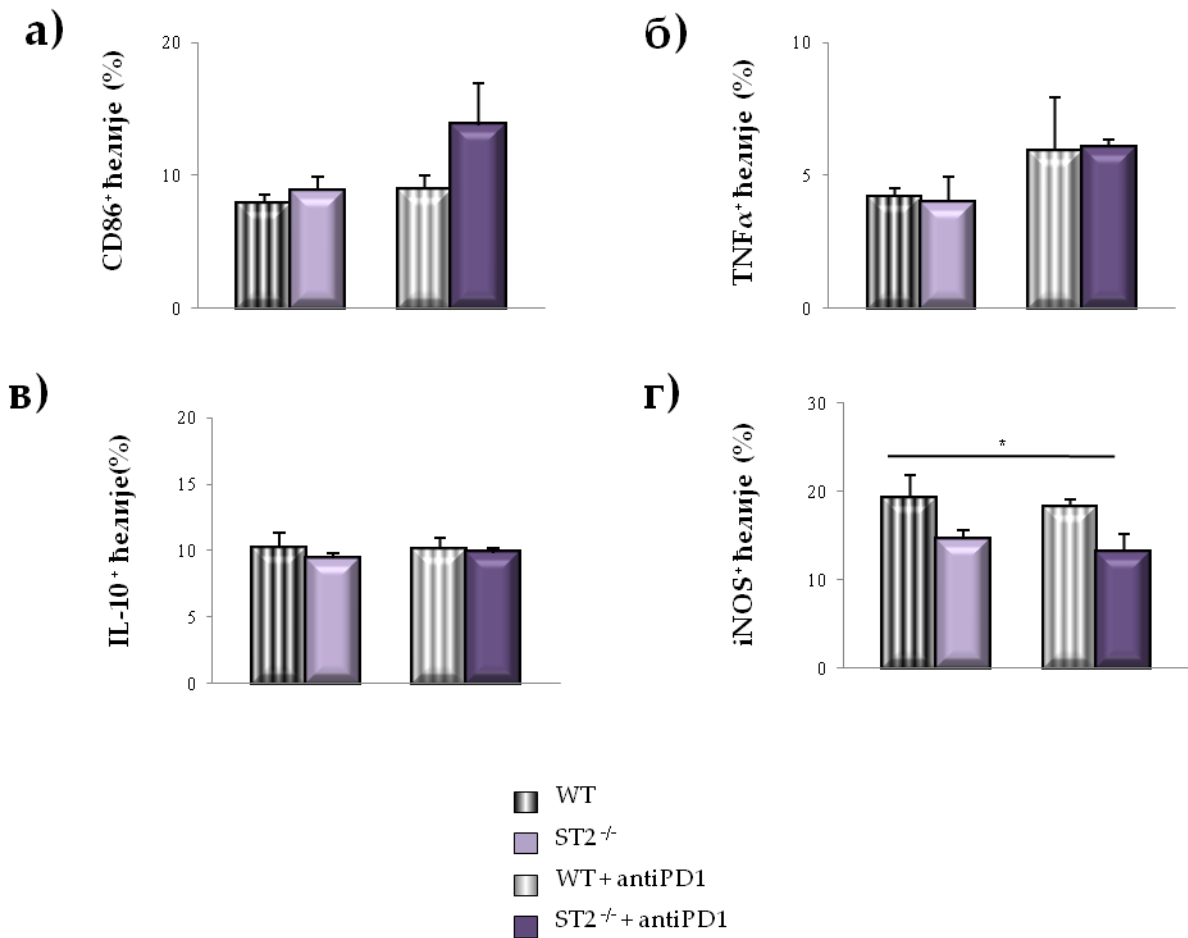 а)
CD86⁺ ћелије (%)
20
10
0
б)
TNFα⁺ ћелије (%)
10
5
0
в)
IL-10⁺ ћелије(%)
20
15
10
5
0
г)
iNOS⁺ ћелије (%)
30
20
10
0
*
WT
ST2⁻/⁻
WT + antiPD1
ST2⁻/⁻ + antiPD1